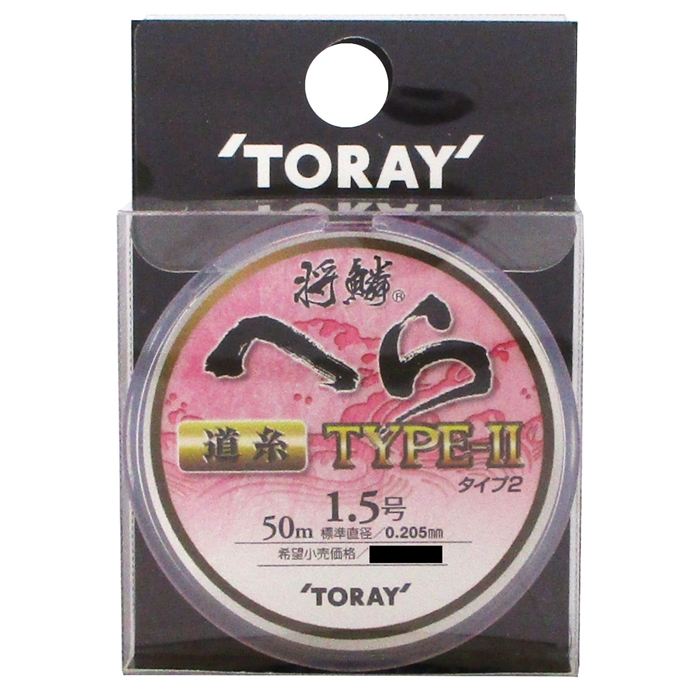 'TORAY'
将鱗®
へら
道糸 TYPE-II
タイプ2
1.5号
50m 標準直径/0.205mm
希望小売価格/
'TORAY'